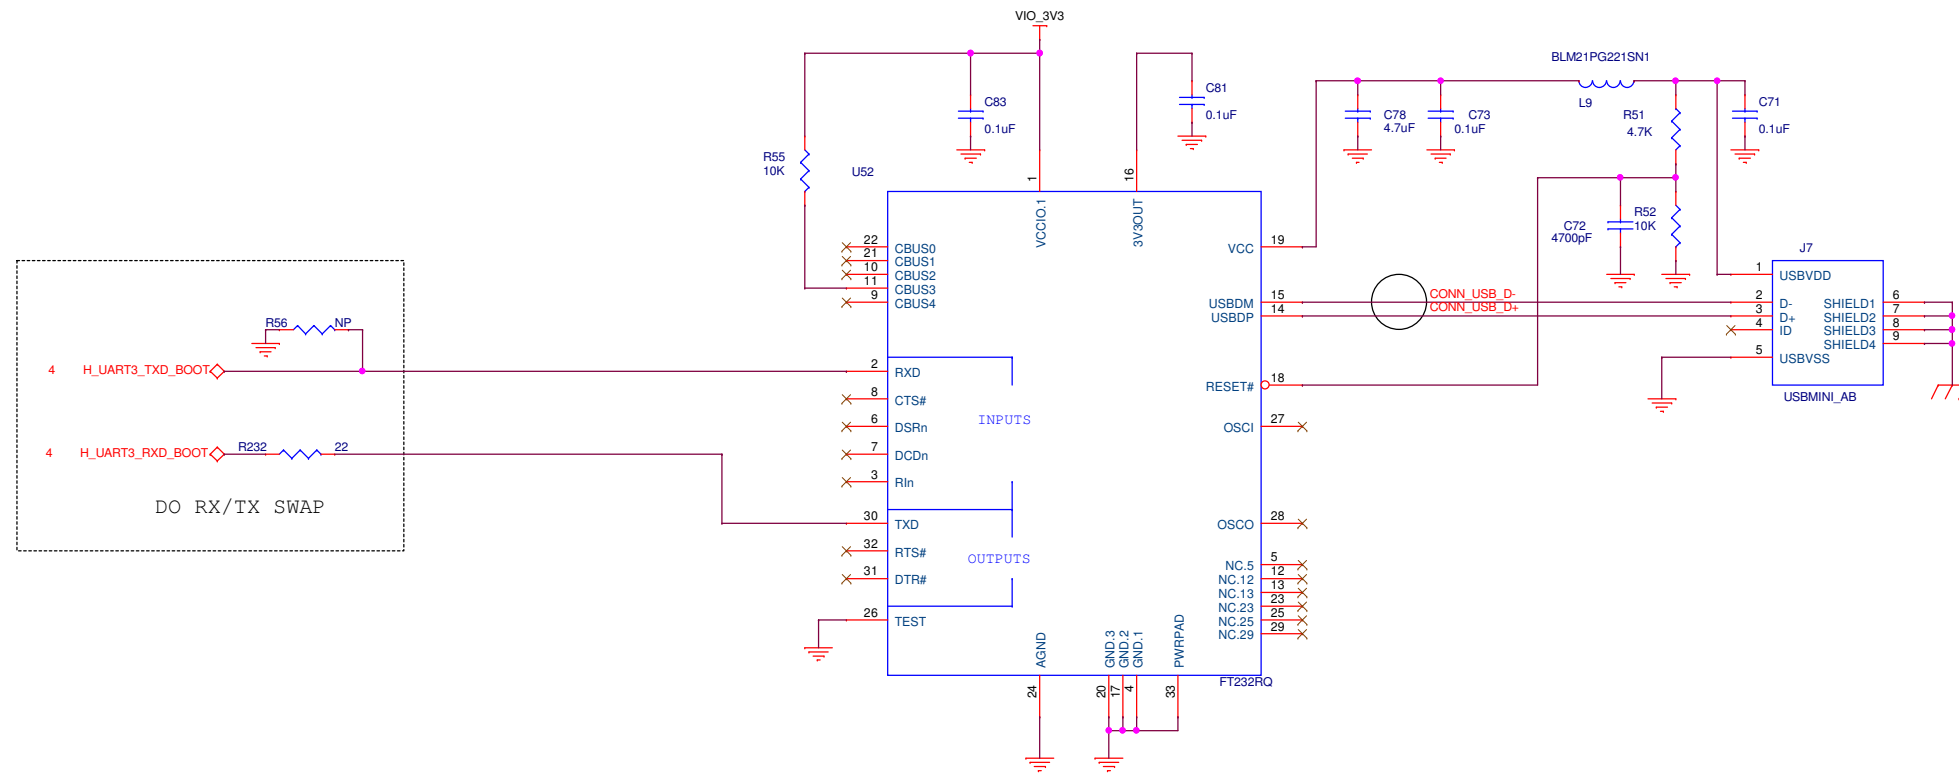 VIO_3V3
BLM21PG221SN1
L9
C83
0.1uF
C81
0.1uF
C78
4.7uF
C73
0.1uF
R51
4.7K
C71
0.1uF
R55
10K
U52
1
16
VCCIO.1
3V3OUT
C72
4700pF
R52
10K
J7
22 CBUS0
21 CBUS1
10 CBUS2
11 CBUS3
9 CBUS4
VCC 19
USBDM 15
USBDP 14
CONN_USB_D-
CONN_USB_D+
1 USBVDD
2 D-
3 D+
4 ID
5 USBVSS
SHIELD1 6
SHIELD2 7
SHIELD3 8
SHIELD4 9
USBMINI_AB
R56 NP
4 H_UART3_TXD_BOOT
2 RXD
8 CTS#
6 DSRn
7 DCDn
3 RIn
INPUTS
RESET# 18
OSCI 27
4 H_UART3_RXD_BOOT
R232 22
DO RX/TX SWAP
30 TXD
32 RTS#
31 DTR#
OUTPUTS
26 TEST
OSCO 28
NC.5 5
NC.12 12
NC.13 13
NC.23 23
NC.25 25
NC.29 29
AGND
GND.3
GND.2
GND.1
PWRPAD
24
20
17
4
33
FT232RQ